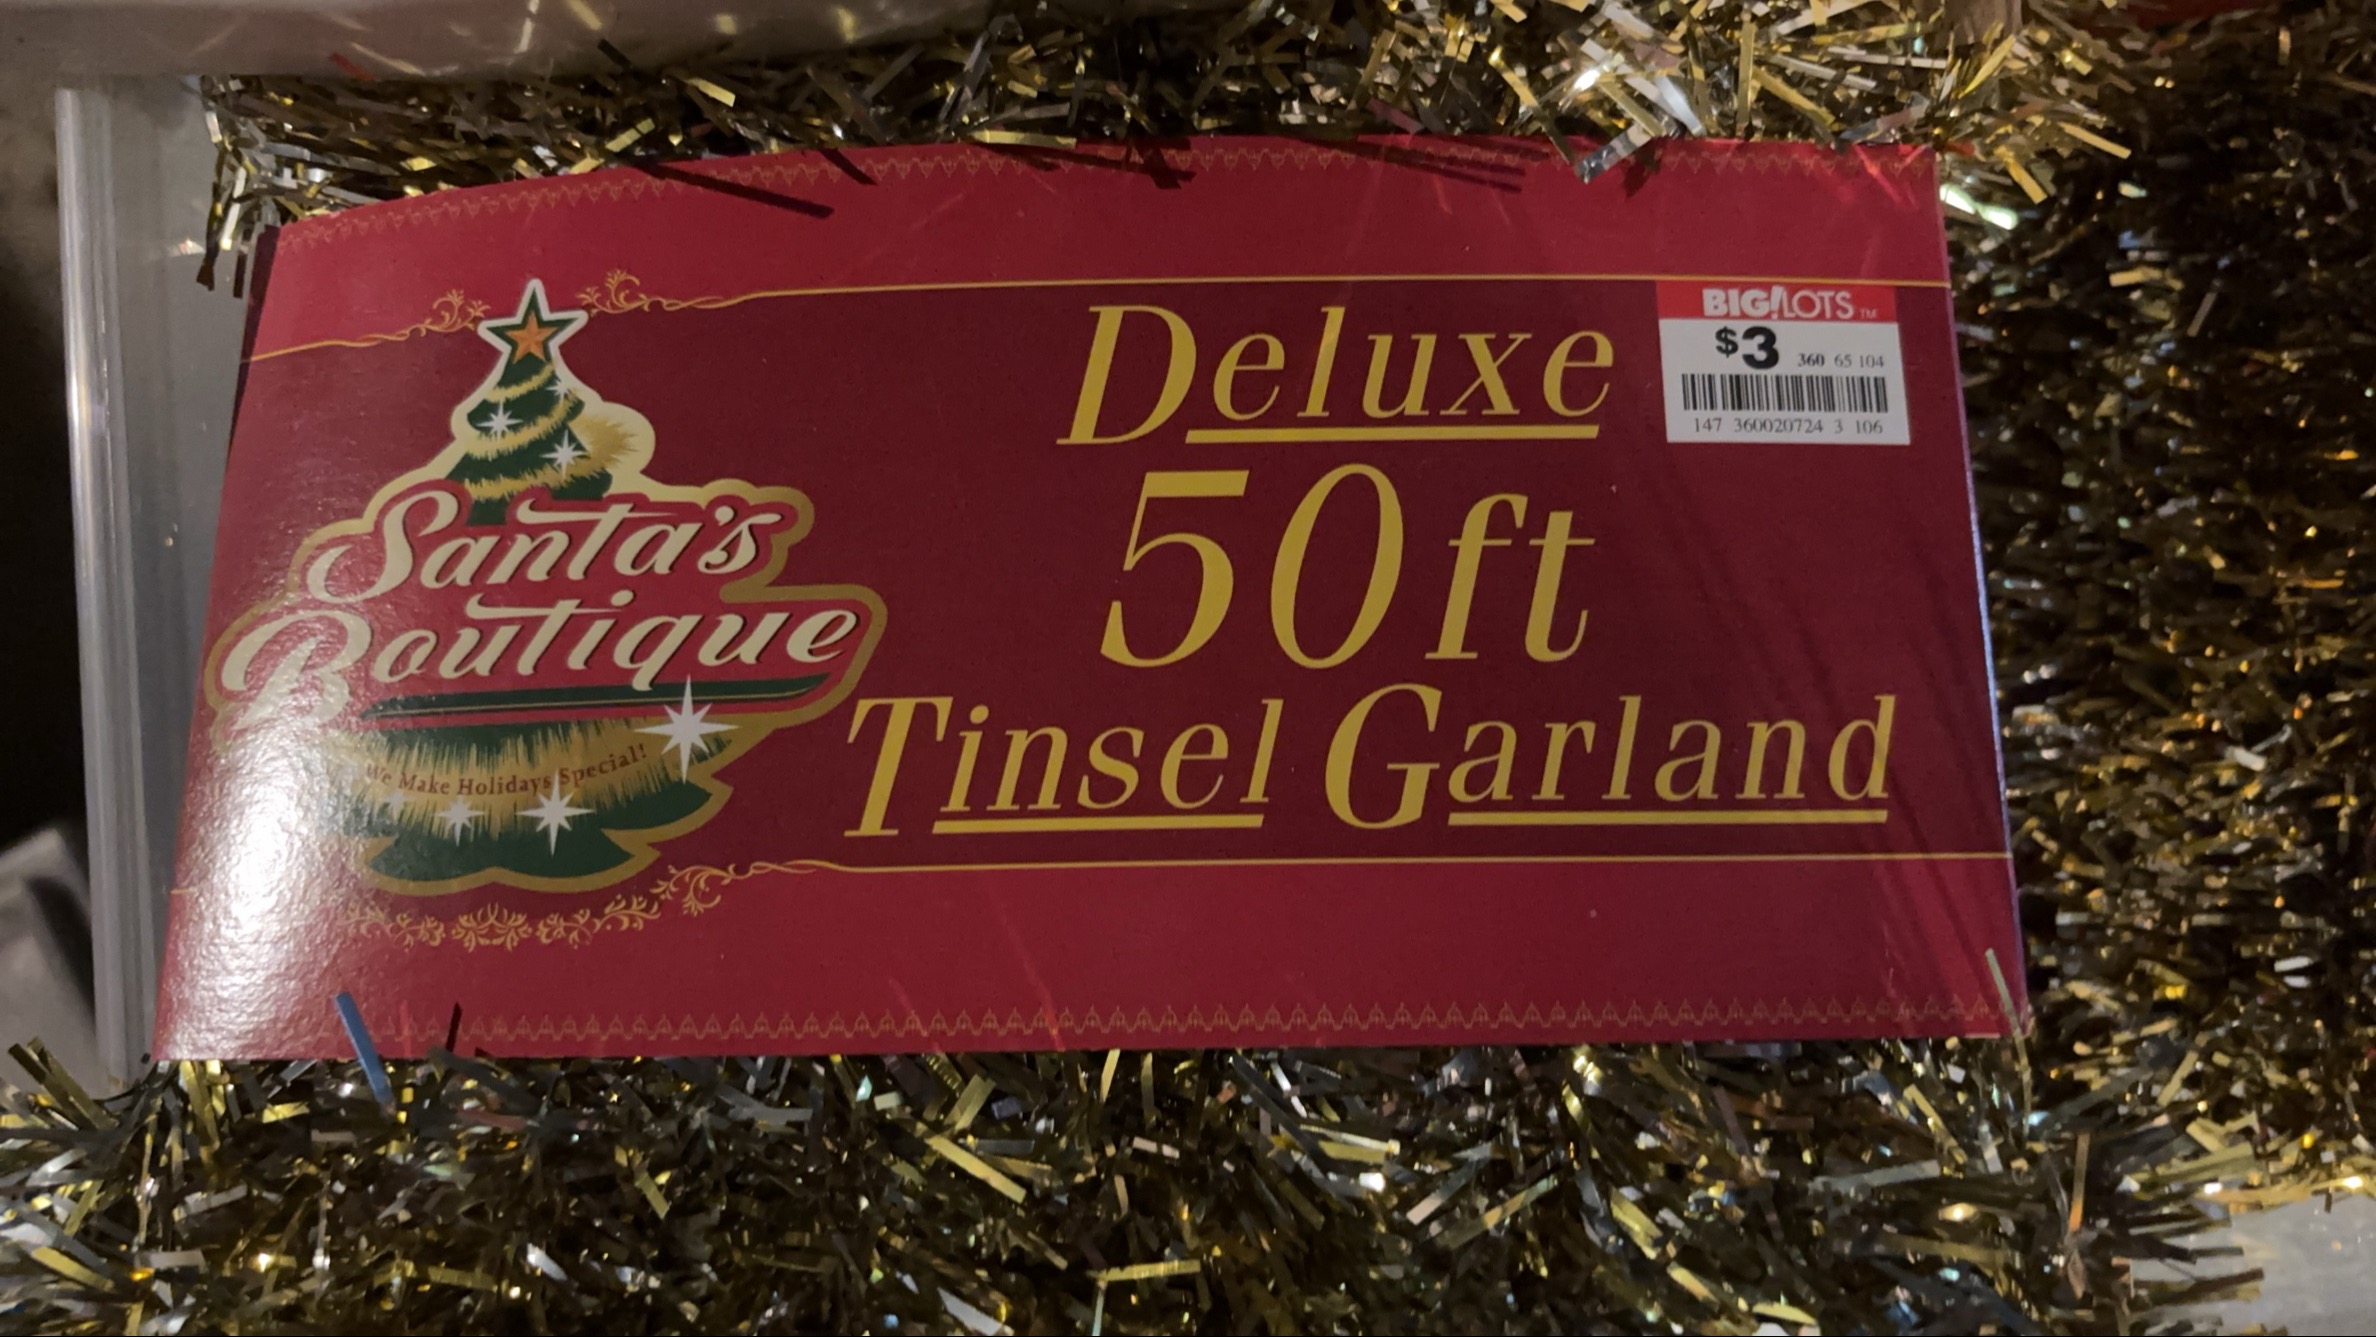 Santa's
Boutique
We Make Holidays Special!
Deluxe
50ft
Tinsel Garland
BIG!LOTS™
$3 360 65 104
147 360020724 3 106